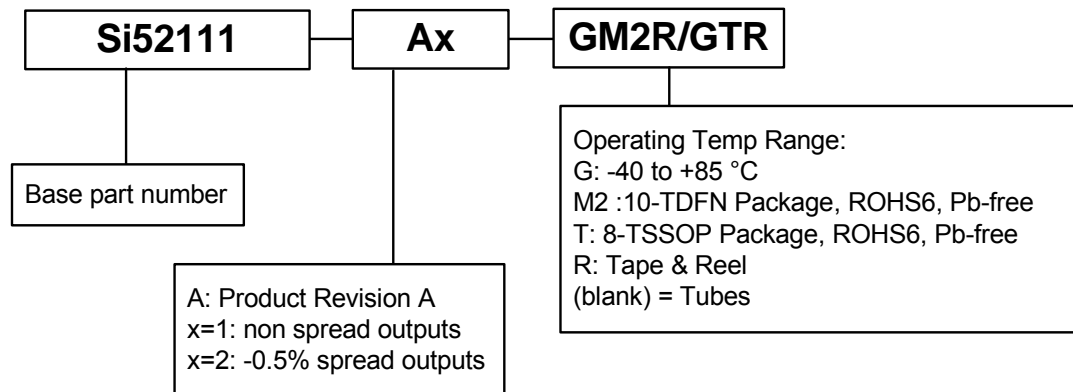 Si52111
Ax
GM2R/GTR
Base part number
A: Product Revision A
x=1: non spread outputs
x=2: -0.5% spread outputs
Operating Temp Range:
G: -40 to +85 °C
M2 :10-TDFN Package, ROHS6, Pb-free
T: 8-TSSOP Package, ROHS6, Pb-free
R: Tape & Reel
(blank) = Tubes